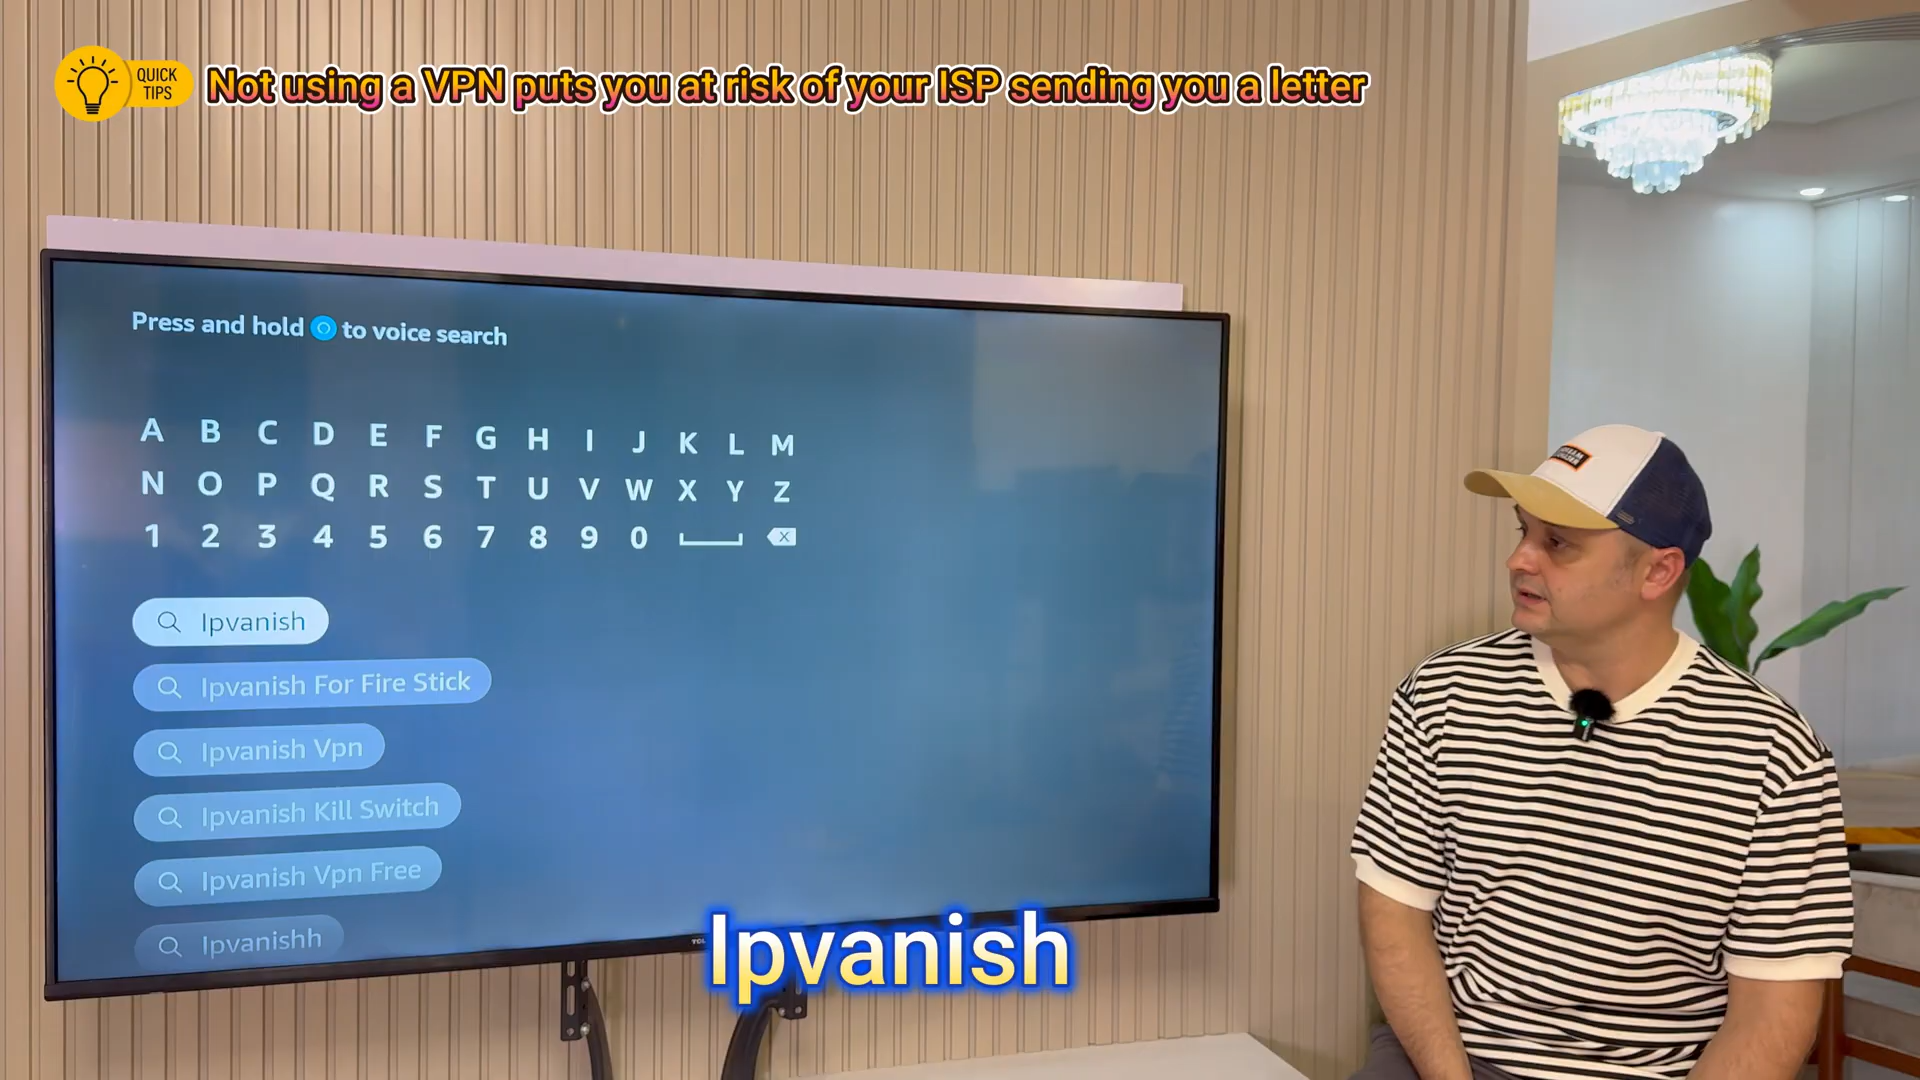 QUICK
TIPS
Not using a VPN puts you at risk of your ISP sending you a letter
Press and hold to voice search
A B C D E F G H I J K L M
N O P Q R S T U V W X Y Z
1 2 3 4 5 6 7 8 9 0
Ipvanish
Ipvanish For Fire Stick
Ipvanish Vpn
Ipvanish Kill Switch
Ipvanish Vpn Free
Ipvanishh
TCL
Ipvanish